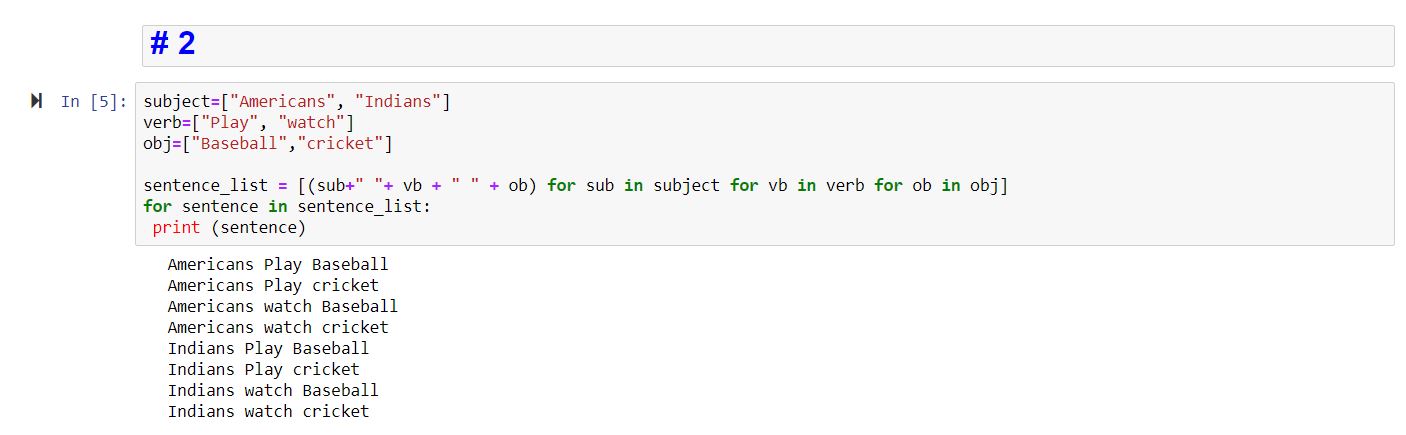 # 2
In [5]:
subject=["Americans", "Indians"]
verb=["Play", "watch"]
obj=["Baseball","cricket"]
sentence_list = [(sub+" "+ vb + " " + ob) for sub in subject for vb in verb for ob in obj]
for sentence in sentence_list:
 print (sentence)
Americans Play Baseball
Americans Play cricket
Americans watch Baseball
Americans watch cricket
Indians Play Baseball
Indians Play cricket
Indians watch Baseball
Indians watch cricket